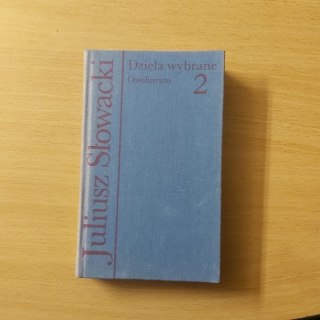 Juliusz Słowacki
Dzieła wybrane
Ossolineum
2